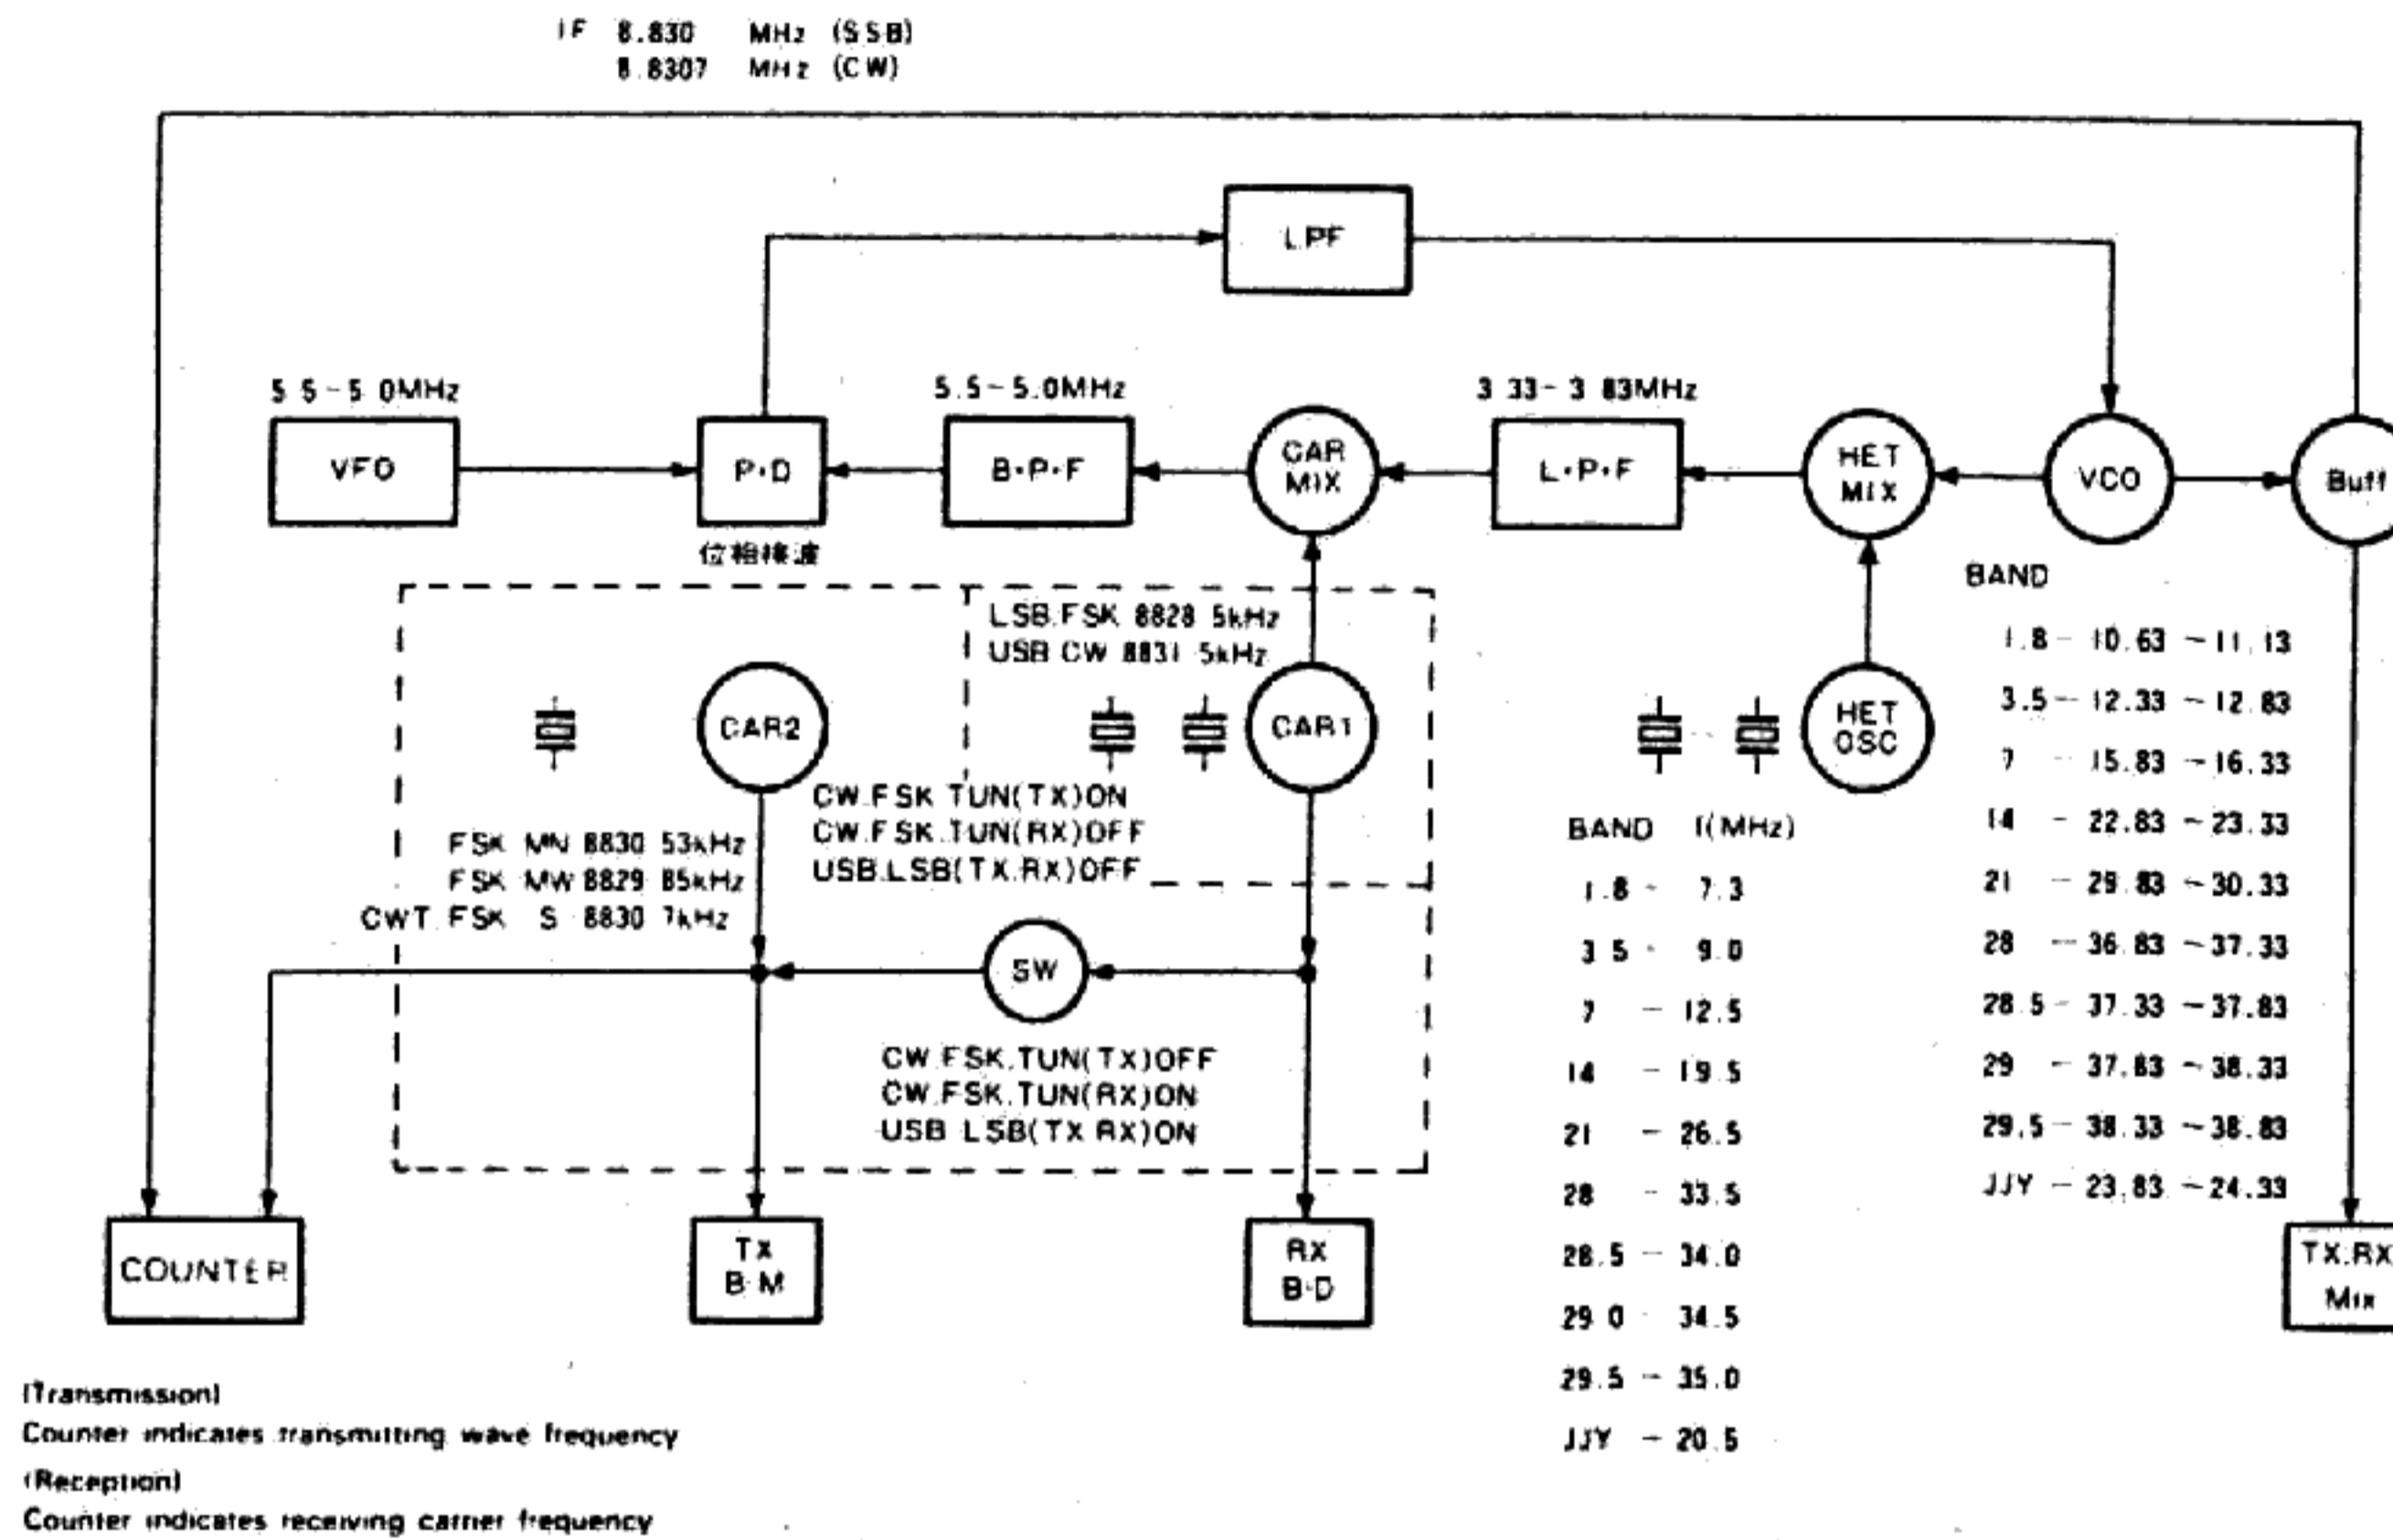 IF 8.830 MHz (SSB)
8.8307 MHz (CW)
LPF
5.5-5.0MHz
5.5-5.0MHz
3.33-3.83MHz
VFO
P·D
B·P·F
CAR
MIX
L·P·F
HET
MIX
VCO
Buff
位相検波
LSB.FSK 8828.5kHz
USB.CW 8831.5kHz
CAR2
CAR1
HET
OSC
CW.FSK.TUN(TX)ON
CW.FSK.TUN(RX)OFF
USB.LSB(TX.RX)OFF
FSK MN 8830.53kHz
FSK MW 8829.85kHz
CWT.FSK S 8830.7kHz
SW
CW.FSK.TUN(TX)OFF
CW.FSK.TUN(RX)ON
USB.LSB(TX.RX)ON
BAND f(MHz)
1.8 - 7.3
3.5 - 9.0
7 - 12.5
14 - 19.5
21 - 26.5
28 - 33.5
28.5 - 34.0
29.0 - 34.5
29.5 - 35.0
JJY - 20.5
BAND
1.8 - 10.63 ~11.13
3.5 - 12.33 ~12.83
7 - 15.83 ~16.33
14 - 22.83 ~23.33
21 - 29.83 ~30.33
28 - 36.83 ~37.33
28.5 - 37.33 ~37.83
29 - 37.83 ~38.33
29.5 - 38.33 ~38.83
JJY - 23.83 ~24.33
COUNTER
TX
B·M
RX
B·D
TX.RX
Mix
(Transmission)
Counter indicates transmitting wave frequency
(Reception)
Counter indicates receiving carrier frequency